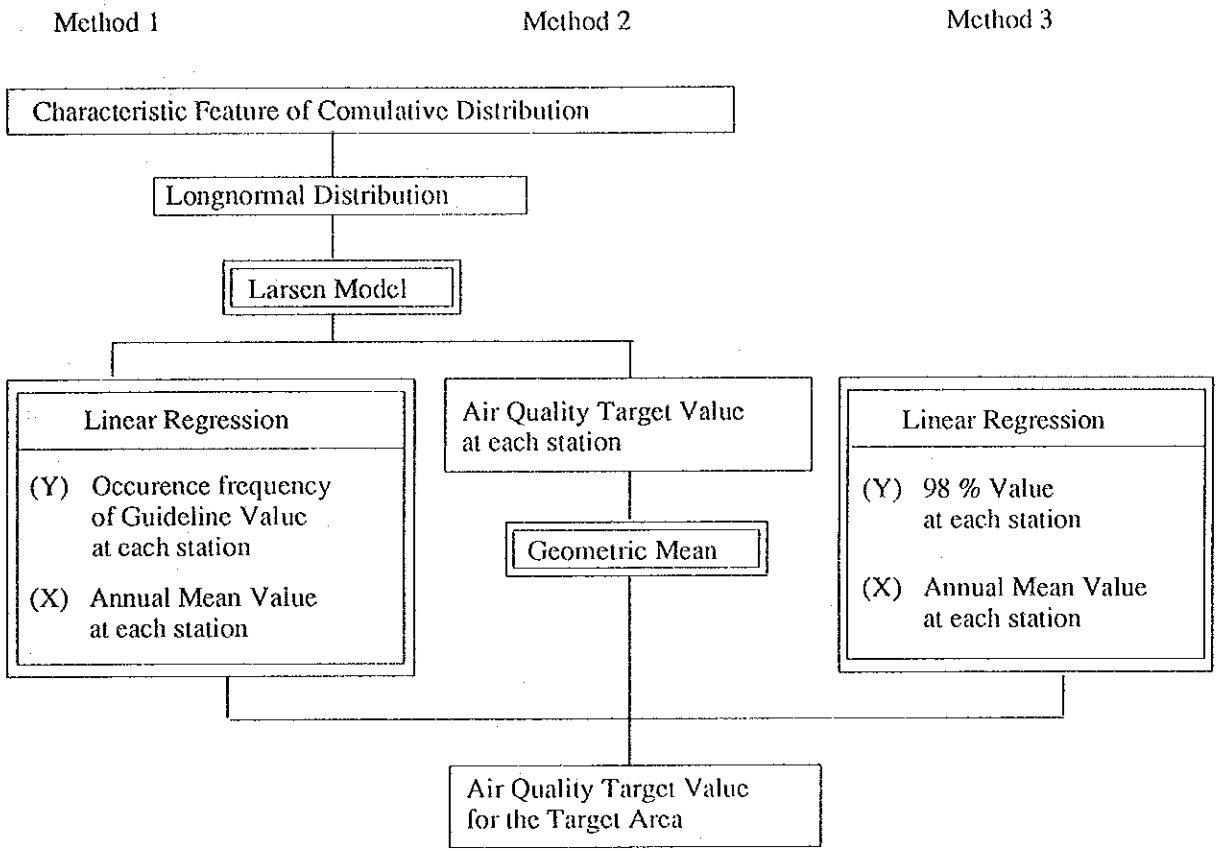 Method 1
Method 2
Method 3
Characteristic Feature of Comulative Distribution
Longnormal Distribution
Larsen Model
Linear Regression
(Y) Occurence frequency
of Guideline Value
at each station
(X) Annual Mean Value
at each station
Air Quality Target Value
at each station
Geometric Mean
Linear Regression
(Y) 98 % Value
at each station
(X) Annual Mean Value
at each station
Air Quality Target Value
for the Target Area